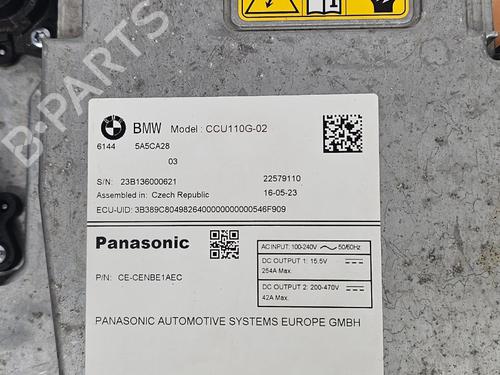 BMW Model : CCU110G-02
6144 5A5CA28
03
S/N: 23B136000621 22579110
Assembled in: Czech Republic 16-05-23
ECU-UID: 3B389C80498264000000000000546F909
Panasonic
AC INPUT: 100-240V 50/60Hz
DC OUTPUT 1: 15.5V
254A Max.
P/N: CE-CENBE1AEC
DC OUTPUT 2: 200-470V
42A Max.
PANASONIC AUTOMOTIVE SYSTEMS EUROPE GMBH
B-PARTS